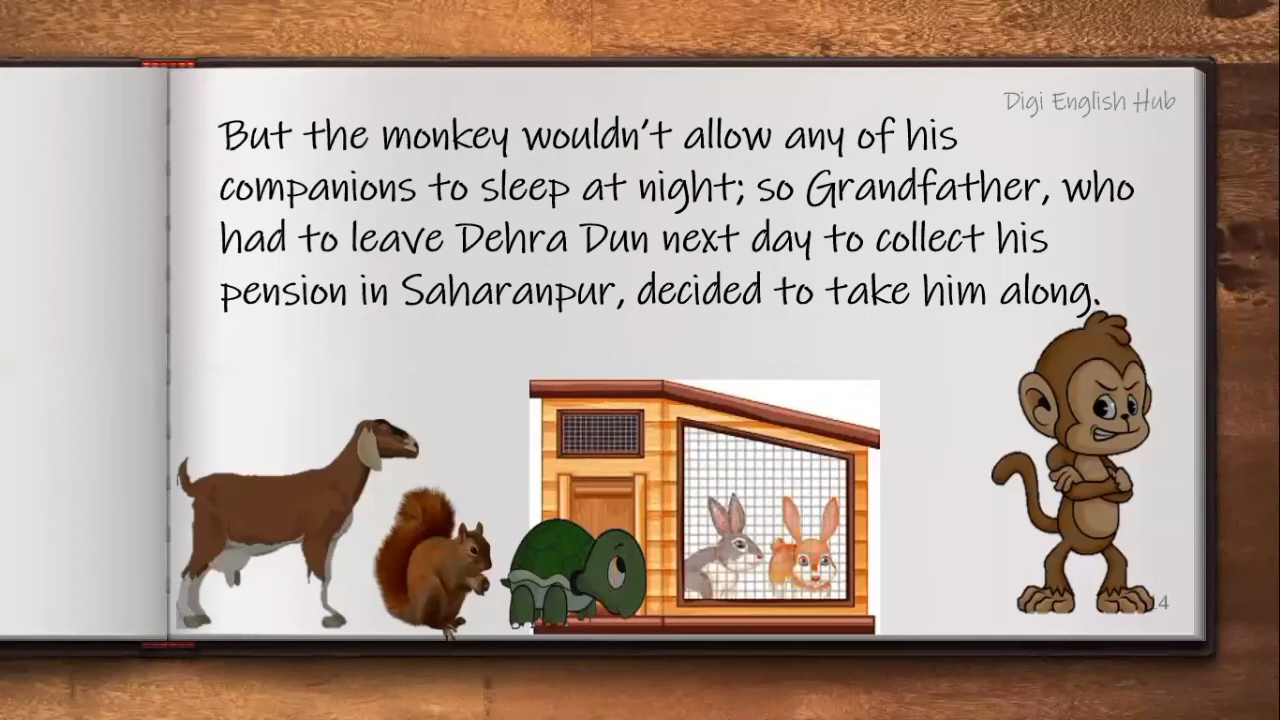 Digi English Hub
But the monkey wouldn't allow any of his
companions to sleep at night; so Grandfather, who
had to leave Dehra Dun next day to collect his
pension in Saharanpur, decided to take him along.
14